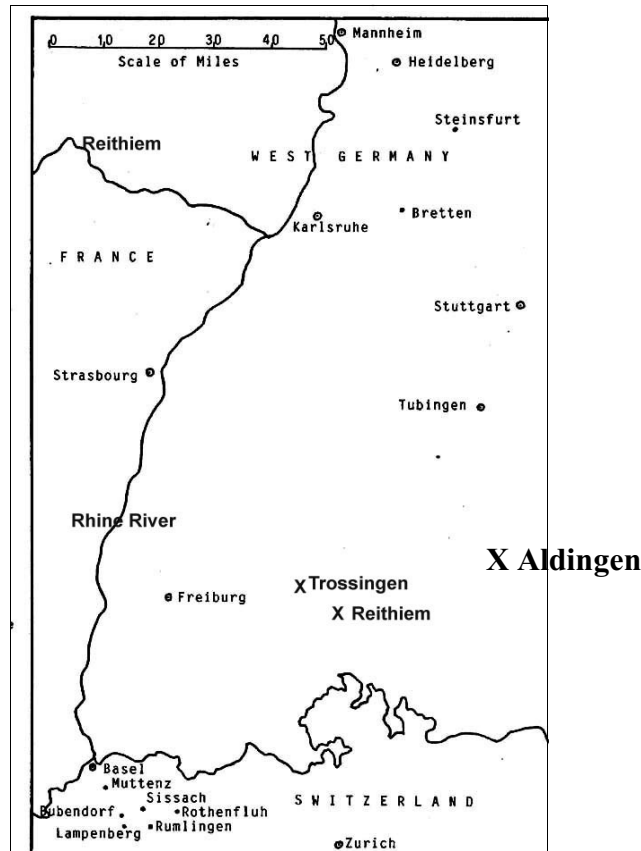 0 10 20 30 50
Scale of Miles
Mannheim
Heidelberg
Steinsfurt
Reithiem
WEST GERMANY
Bretten
Karlsruhe
FRANCE
Stuttgart
Strasbourg
Tubingen
Rhine River
X Aldingen
X Trossingen
Freiburg
X Reithiem
Basel
Muttenz
Sissach
SWITZERLAND
Bubendorf
Rothenfluh
Lampenberg
Rumlingen
Zurich